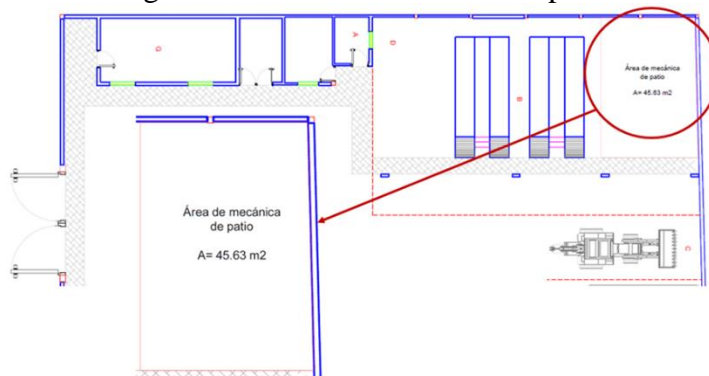 G
A
D
B
Área de mecánica
de patio
A= 45.63 m2
Área de mecánica
de patio
A= 45.63 m2
C